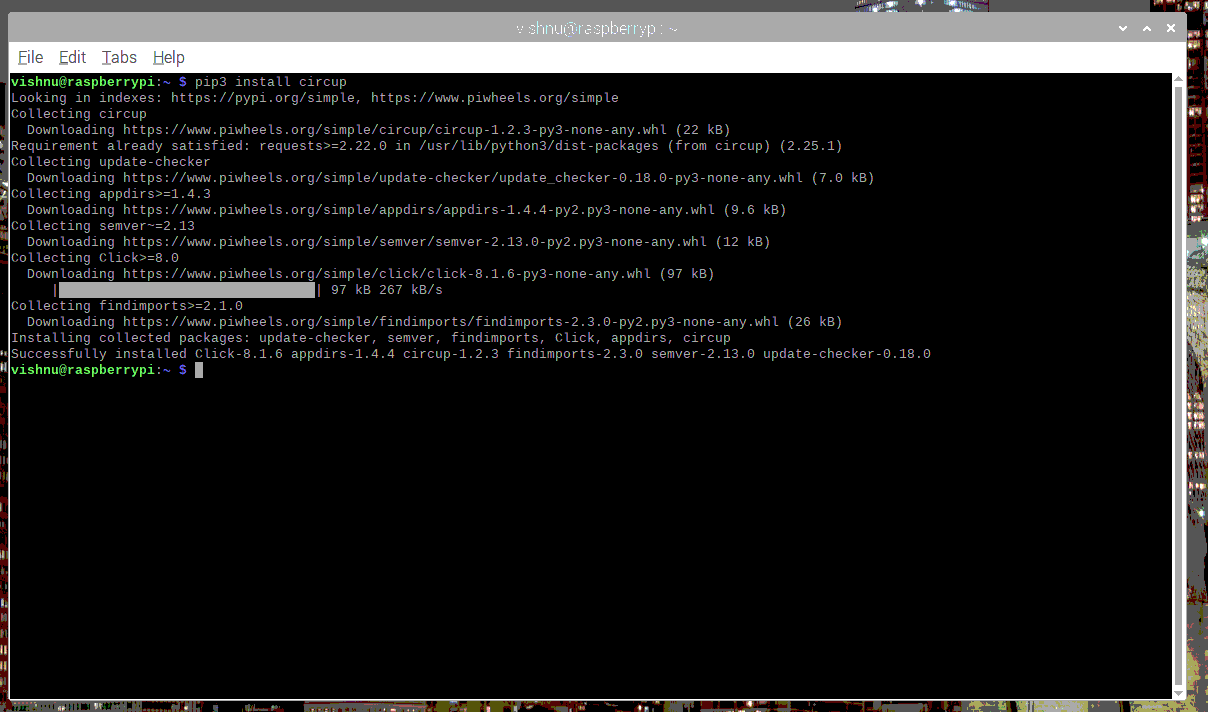 vishnu@raspberrypi: ~
File Edit Tabs Help
vishnu@raspberrypi:~ $ pip3 install circup
Looking in indexes: https://pypi.org/simple, https://www.piwheels.org/simple
Collecting circup
  Downloading https://www.piwheels.org/simple/circup/circup-1.2.3-py3-none-any.whl (22 kB)
Requirement already satisfied: requests>=2.22.0 in /usr/lib/python3/dist-packages (from circup) (2.25.1)
Collecting update-checker
  Downloading https://www.piwheels.org/simple/update-checker/update_checker-0.18.0-py3-none-any.whl (7.0 kB)
Collecting appdirs>=1.4.3
  Downloading https://www.piwheels.org/simple/appdirs/appdirs-1.4.4-py2.py3-none-any.whl (9.6 kB)
Collecting semver~=2.13
  Downloading https://www.piwheels.org/simple/semver/semver-2.13.0-py2.py3-none-any.whl (12 kB)
Collecting Click>=8.0
  Downloading https://www.piwheels.org/simple/click/click-8.1.6-py3-none-any.whl (97 kB)
     | | 97 kB 267 kB/s
Collecting findimports>=2.1.0
  Downloading https://www.piwheels.org/simple/findimports/findimports-2.3.0-py2.py3-none-any.whl (26 kB)
Installing collected packages: update-checker, semver, findimports, Click, appdirs, circup
Successfully installed Click-8.1.6 appdirs-1.4.4 circup-1.2.3 findimports-2.3.0 semver-2.13.0 update-checker-0.18.0
vishnu@raspberrypi:~ $